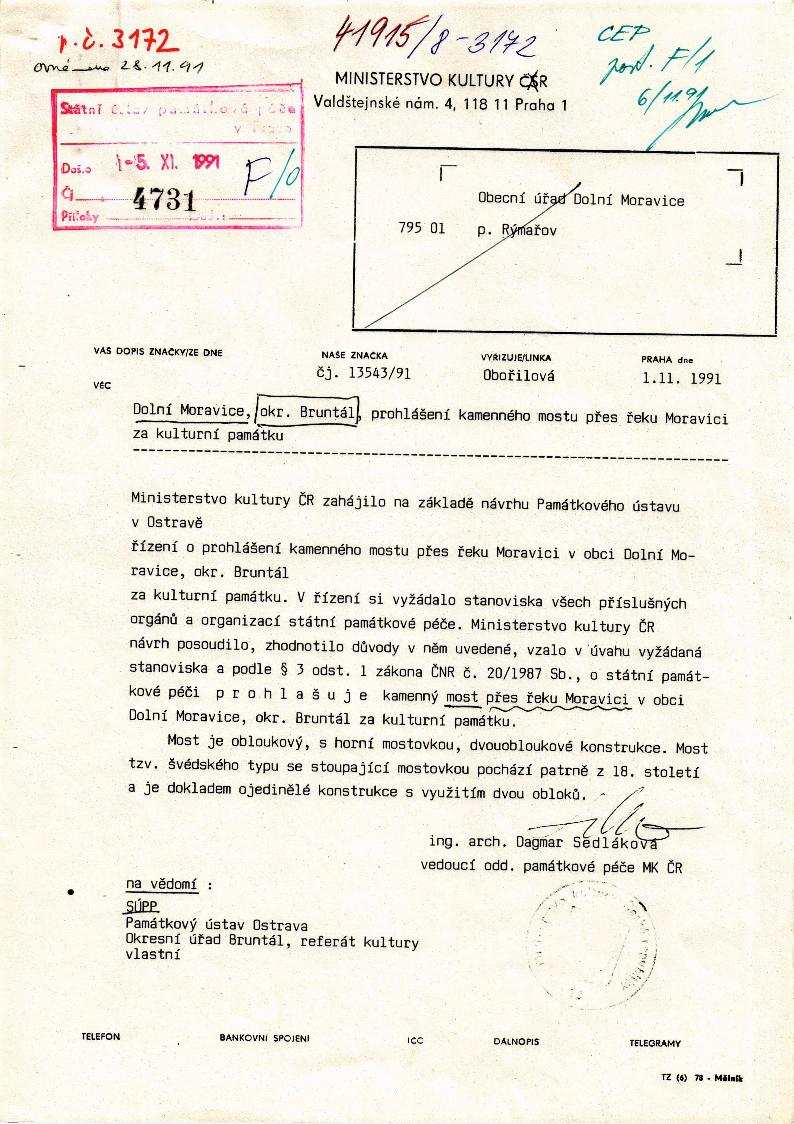 p.č. 3172
28.11.91
41915/8-3172
CEP
F/1
6/11.91
MINISTERSTVO KULTURY ČSR
Valdštejnské nám. 4, 118 11 Praha 1
Státní
Došlo -5. XI. 1991
F/0
Čj. 4731
Přílohy
Obecní úřad Dolní Moravice
795 01 p. Rýmařov
VÁŠ DOPIS ZNAČKY/ZE DNE
NAŠE ZNAČKA
VYŘIZUJE/LINKA
PRAHA dne
čj. 13543/91
Obořilová
1.11. 1991
VĚC
Dolní Moravice, okr. Bruntál, prohlášení kamenného mostu přes řeku Moravici
za kulturní památku
Ministerstvo kultury ČR zahájilo na základě návrhu Památkového ústavu
v Ostravě
řízení o prohlášení kamenného mostu přes řeku Moravici v obci Dolní Mo-
ravice, okr. Bruntál
za kulturní památku. V řízení si vyžádalo stanoviska všech příslušných
orgánů a organizací státní památkové péče. Ministerstvo kultury ČR
návrh posoudilo, zhodnotilo důvody v něm uvedené, vzalo v úvahu vyžádaná
stanoviska a podle § 3 odst. 1 zákona ČNR č. 20/1987 Sb., o státní památ-
kové péči p r o h l a š u j e kamenný most přes řeku Moravici v obci
Dolní Moravice, okr. Bruntál za kulturní památku.
Most je obloukový, s horní mostovkou, dvouobloukové konstrukce. Most
tzv. švédského typu se stoupající mostovkou pochází patrně z 18. století
a je dokladem ojedinělé konstrukce s využitím dvou obloků.
ing. arch. Dagmar Sedláková
vedoucí odd. památkové péče MK ČR
na vědomí :
SÚPP
Památkový ústav Ostrava
Okresní úřad Bruntál, referát kultury
vlastní
TELEFON
BANKOVNÍ SPOJENÍ
ICC
DÁLNOPIS
TELEGRAMY
TZ (6) 78 - Mělník